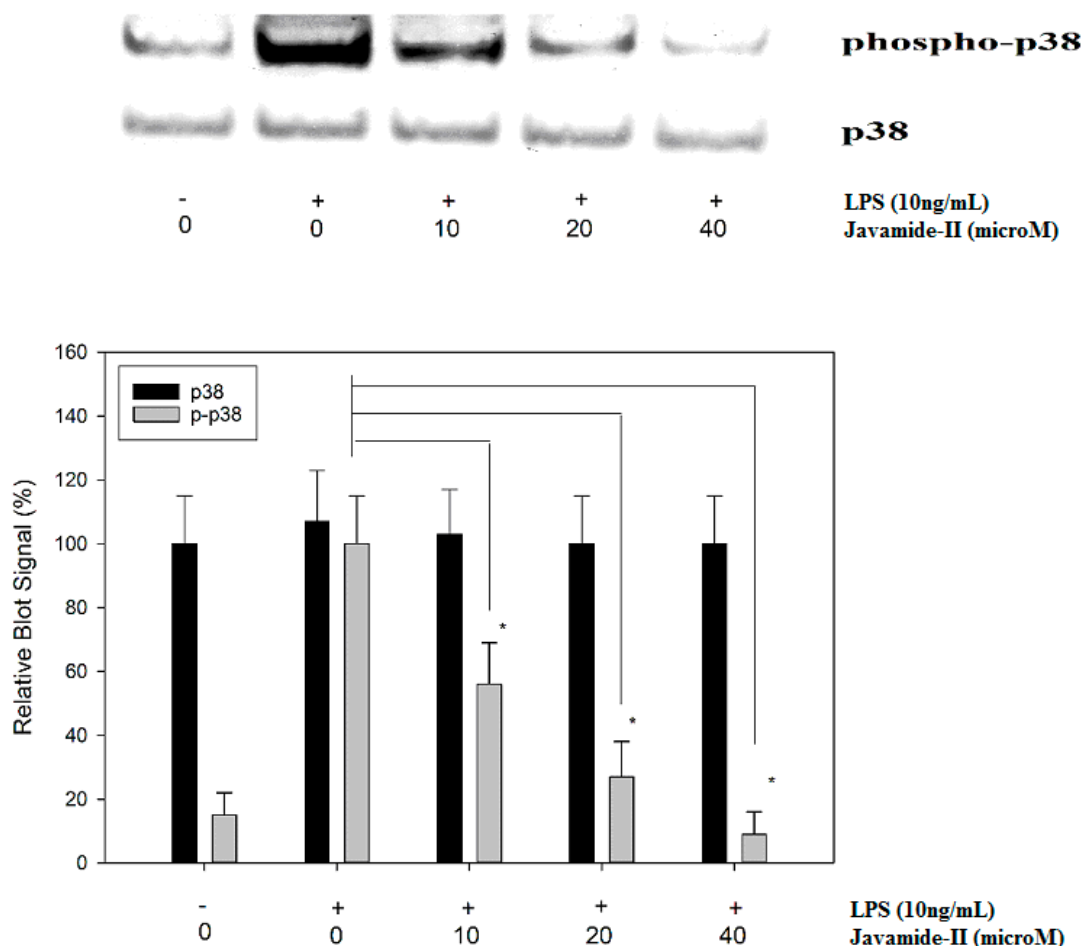 phospho-p38
p38
- + + + + LPS (10ng/mL)
0 0 10 20 40 Javamide-II (microM)
160
140
120
100
80
60
40
20
0
Relative Blot Signal (%)
p38
p-p38
*
*
*
- + + + + LPS (10ng/mL)
0 0 10 20 40 Javamide-II (microM)